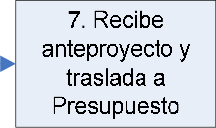 7. Recibe
anteproyecto y
traslada a
Presupuesto